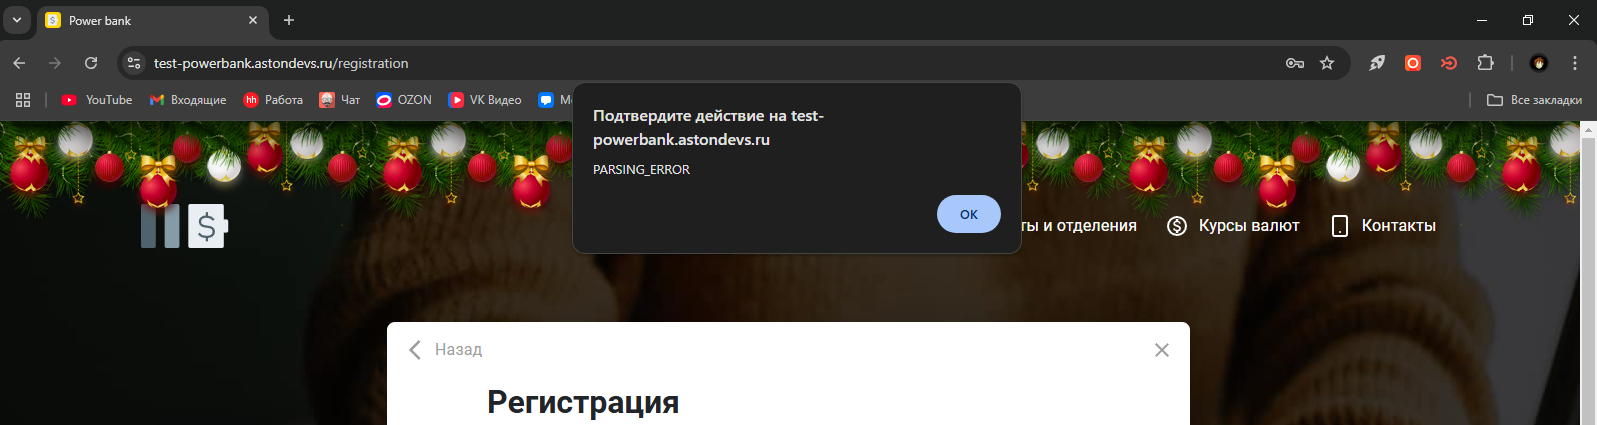 Power bank
test-powerbank.astondevs.ru/registration
YouTube
Входящие
hh Работа
Чат
OZON
VK Видео
Все закладки
Подтвердите действие на test-
powerbank.astondevs.ru
PARSING_ERROR
OK
и отделения
Курсы валют
Контакты
Назад
Регистрация